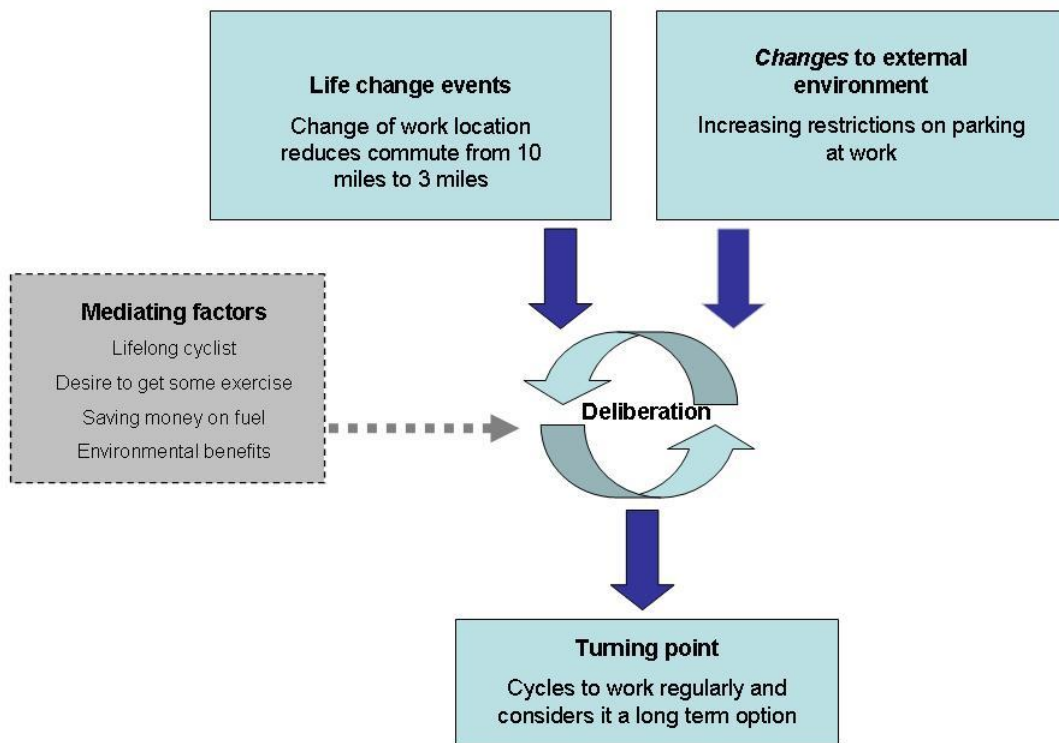 Life change events
Change of work location
reduces commute from 10
miles to 3 miles
Changes to external
environment
Increasing restrictions on parking
at work
Mediating factors
Lifelong cyclist
Desire to get some exercise
Saving money on fuel
Environmental benefits
Deliberation
Turning point
Cycles to work regularly and
considers it a long term option